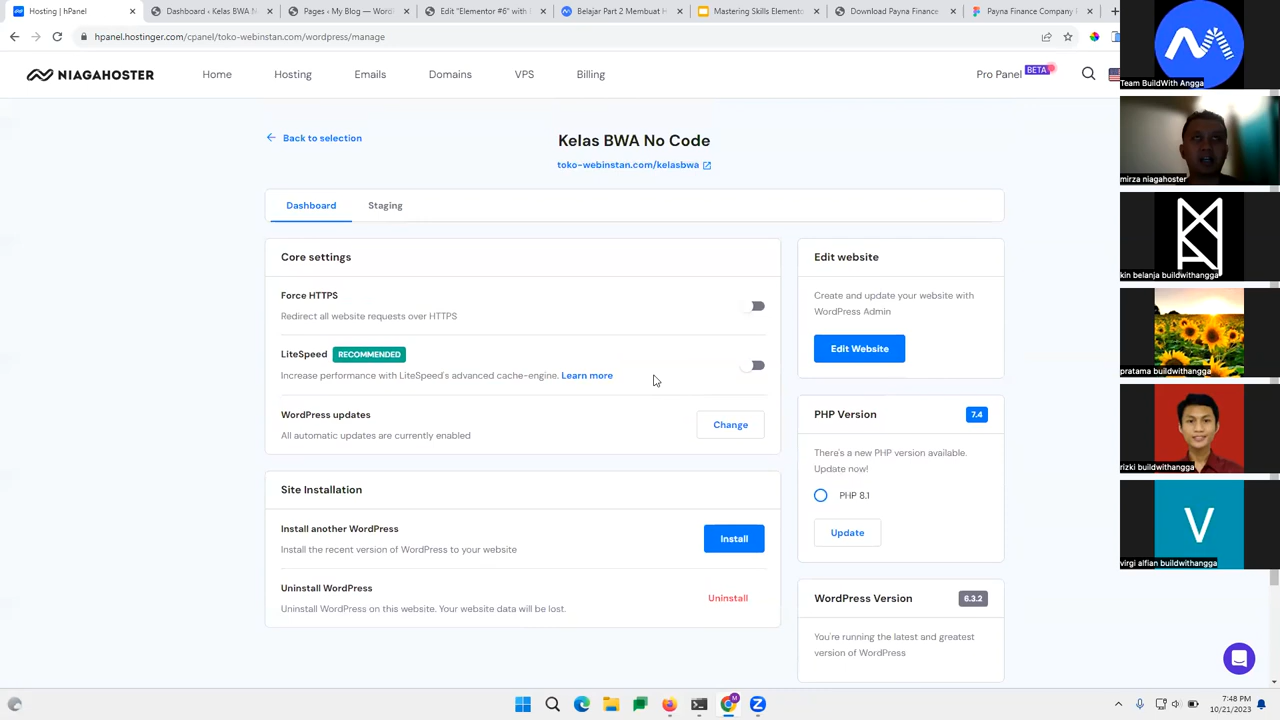 Hosting | hPanel
Dashboard ‹ Kelas BWA N
Pages ‹ My Blog — Wordl
Edit "Elementor #6" with
Belajar Part 2 Membuat H
Mastering Skills Elemento
Download Payna Finance
Payna Finance Company
hpanel.hostinger.com/cpanel/toko-webinstan.com/wordpress/manage
NIAGAHOSTER
Home
Hosting
Emails
Domains
VPS
Billing
Pro Panel
BETA
Back to selection
Kelas BWA No Code
toko-webinstan.com/kelasbwa
Dashboard
Staging
Core settings
Force HTTPS
Redirect all website requests over HTTPS
LiteSpeed
RECOMMENDED
Increase performance with LiteSpeed's advanced cache-engine. Learn more
WordPress updates
All automatic updates are currently enabled
Change
Site Installation
Install another WordPress
Install the recent version of WordPress to your website
Install
Uninstall WordPress
Uninstall WordPress on this website. Your website data will be lost.
Uninstall
Edit website
Create and update your website with
WordPress Admin
Edit Website
PHP Version
7.4
There's a new PHP version available.
Update now!
PHP 8.1
Update
WordPress Version
6.3.2
You're running the latest and greatest
version of WordPress
Team BuildWith Angga
mirza niagahoster
kin belanja buildwithangga
pratama buildwithangga
rizki buildwithangga
V
virgi alfian buildwithangga
7:48 PM
10/21/2023